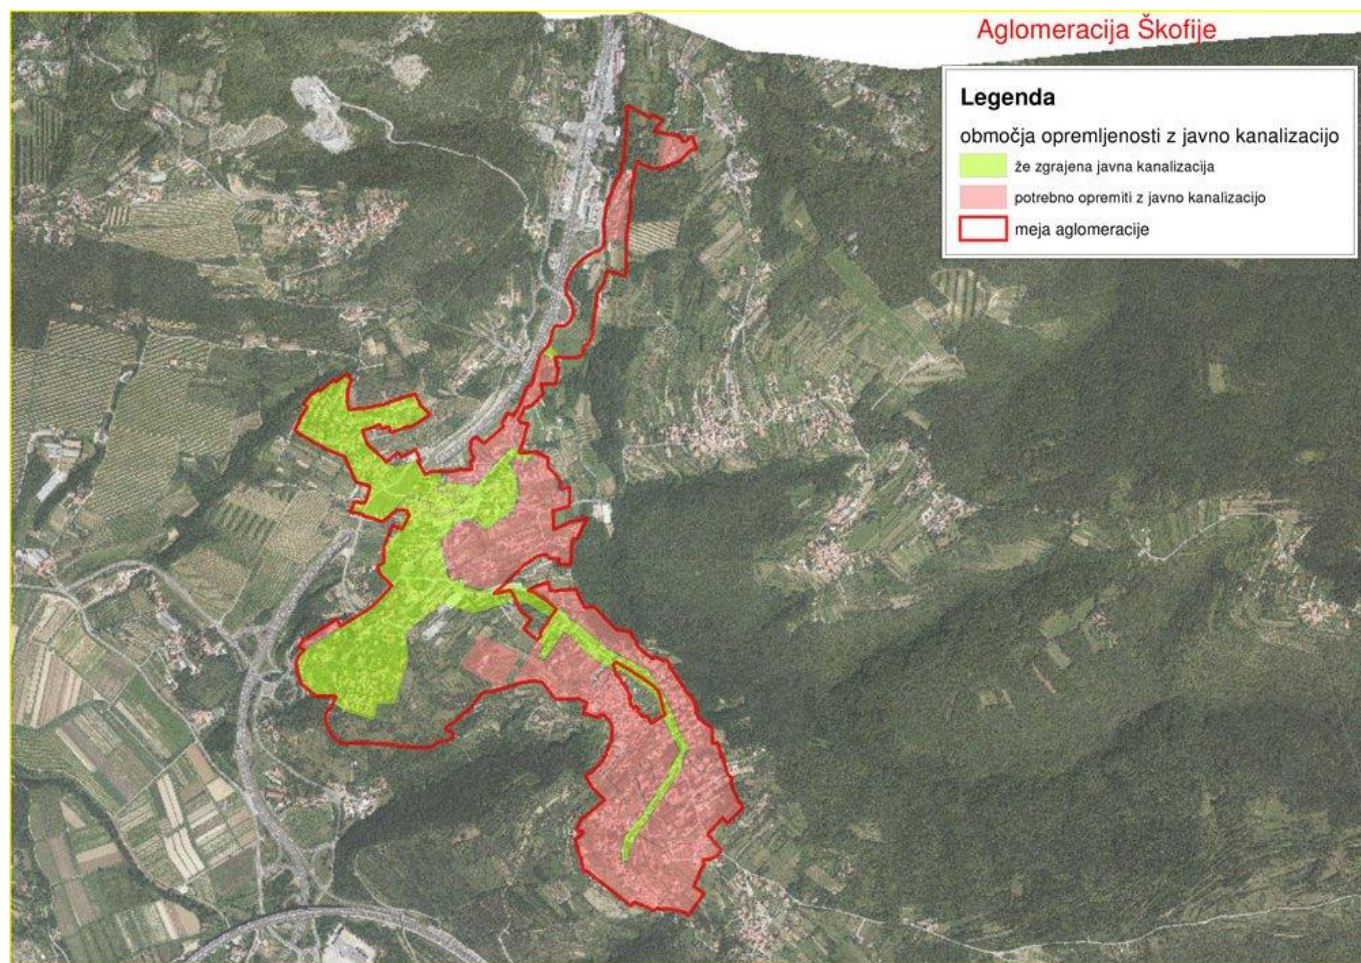 Aglomeracija Škofije
Legenda
območja opremljenosti z javno kanalizacijo
že zgrajena javna kanalizacija
potrebno opremiti z javno kanalizacijo
meja aglomeracije